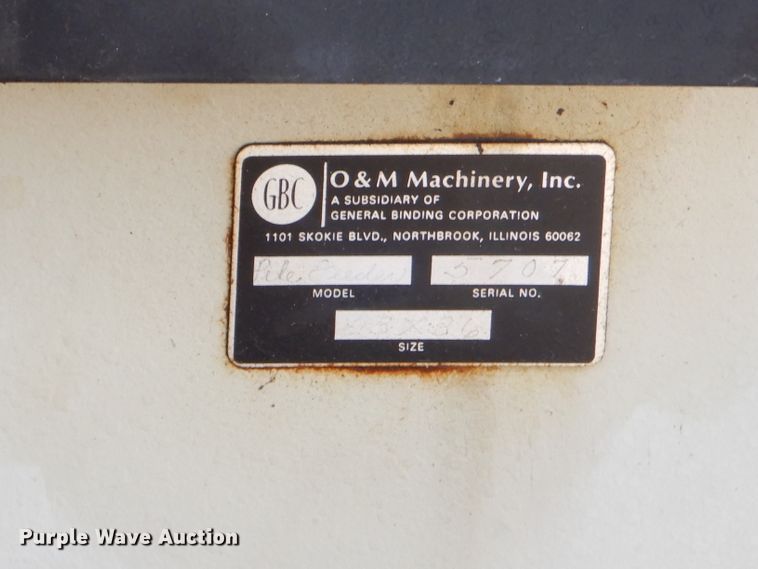 GBC
O & M Machinery, Inc.
A SUBSIDIARY OF
GENERAL BINDING CORPORATION
1101 SKOKIE BLVD., NORTHBROOK, ILLINOIS 60062
Pile Feeder 5707
MODEL SERIAL NO.
SIZE
Purple Wave Auction